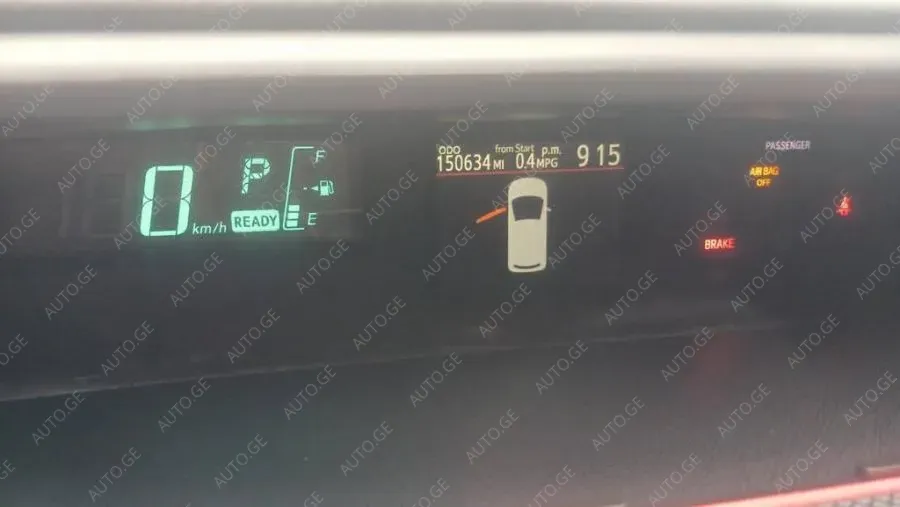 0 km/h
P
READY
F
E
ODO
150634 MI
from Start
0.4 MPG
p.m.
9 15
PASSENGER
AIR BAG
OFF
BRAKE
AUTO.GE